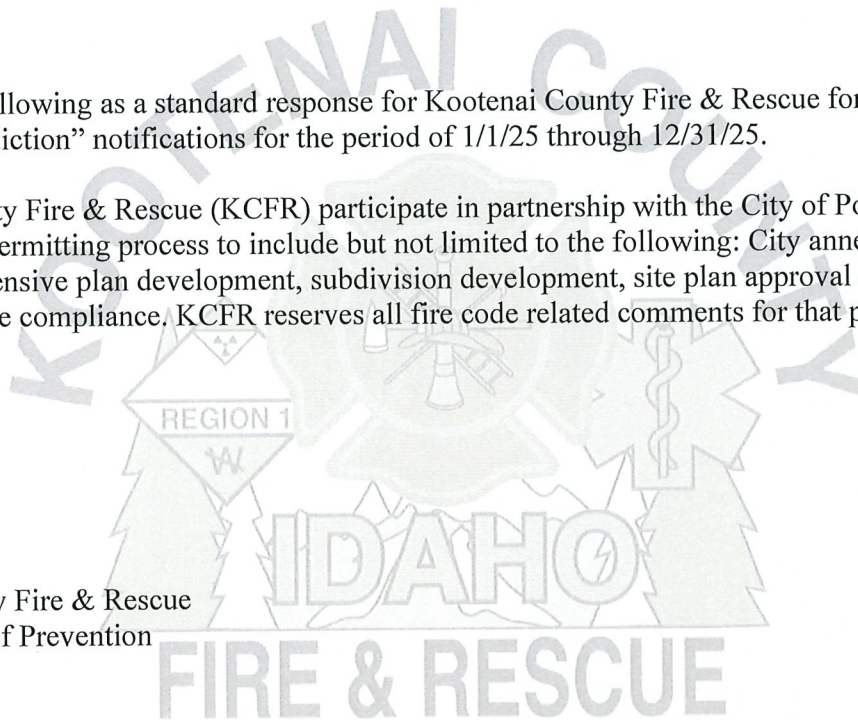 KOOTENAI COUNTY
llowing as a standard response for Kootenai County Fire & Rescue for
iction” notifications for the period of 1/1/25 through 12/31/25.
ty Fire & Rescue (KCFR) participate in partnership with the City of Po
ermitting process to include but not limited to the following: City anne
ensive plan development, subdivision development, site plan approval
e compliance. KCFR reserves all fire code related comments for that p
REGION 1
IDAHO
y Fire & Rescue
f Prevention
FIRE & RESCUE